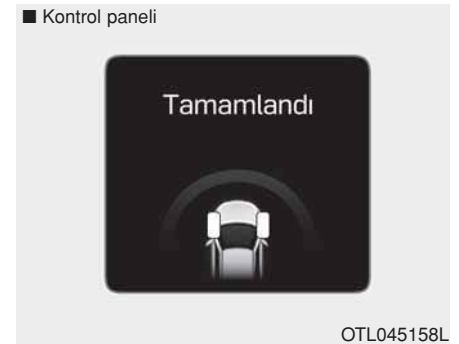 ■ Kontrol paneli
Tamamlandı
OTL045158L